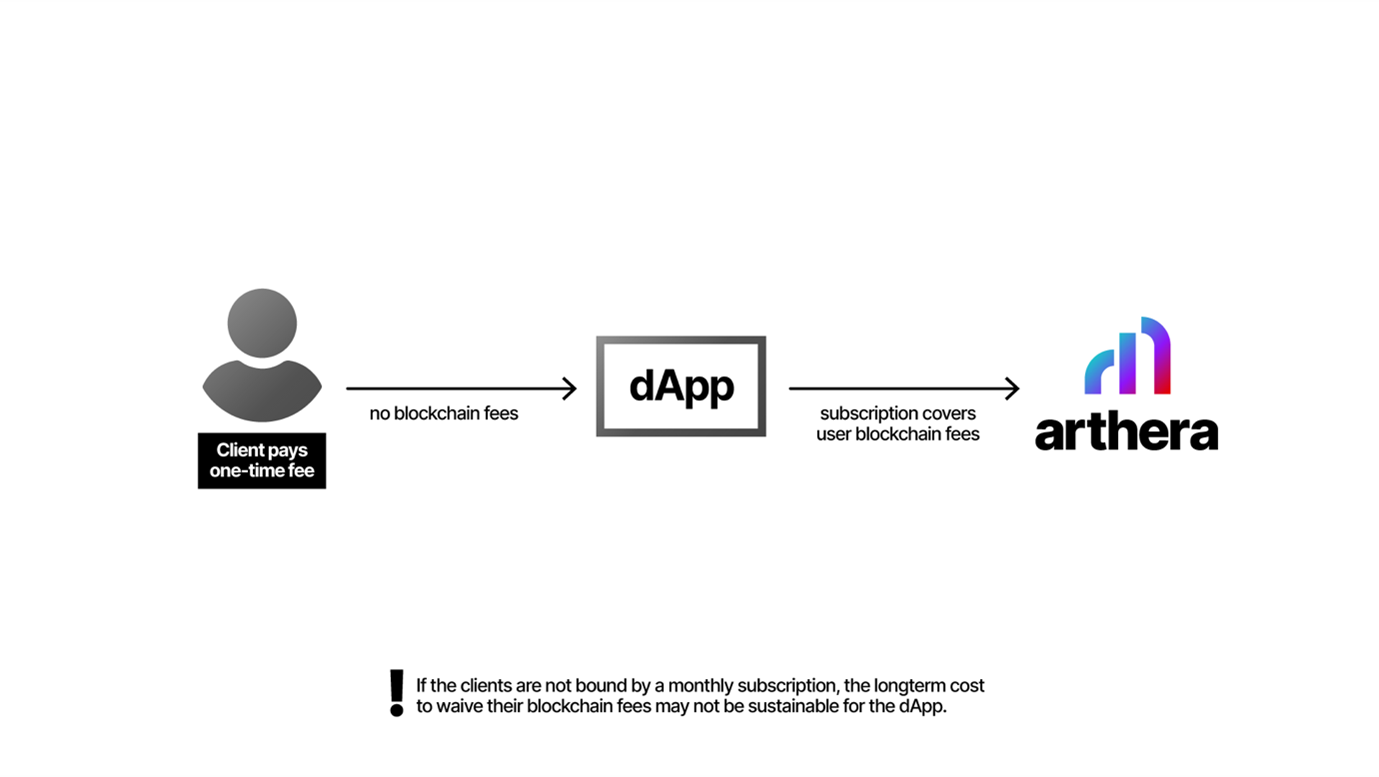 Client pays
one-time fee
no blockchain fees
dApp
subscription covers
user blockchain fees
arthera
If the clients are not bound by a monthly subscription, the longterm cost
to waive their blockchain fees may not be sustainable for the dApp.